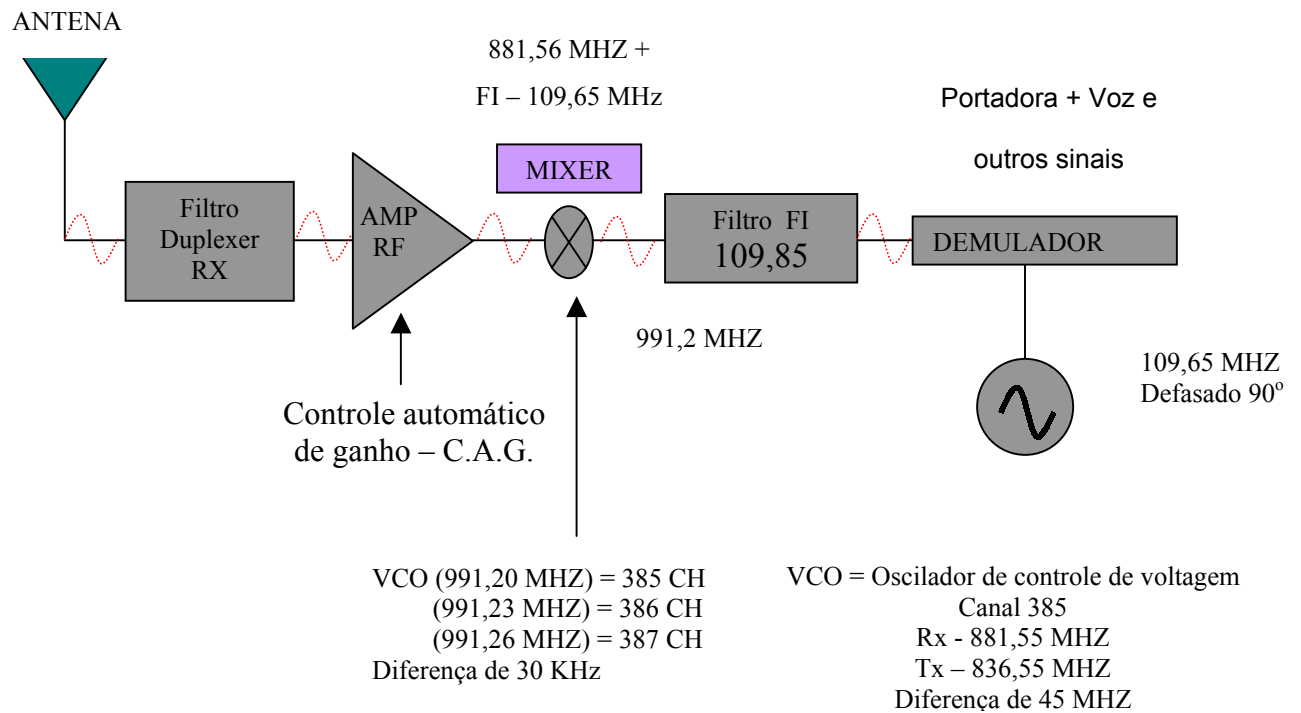 ANTENA
881,56 MHZ +
FI – 109,65 MHz
Portadora + Voz e
outros sinais
MIXER
Filtro
Duplexer
RX
AMP
RF
Filtro FI
109,85
DEMULADOR
991,2 MHZ
109,65 MHZ
Defasado 90º
Controle automático
de ganho – C.A.G.
VCO (991,20 MHZ) = 385 CH
(991,23 MHZ) = 386 CH
(991,26 MHZ) = 387 CH
Diferença de 30 KHz
VCO = Oscilador de controle de voltagem
Canal 385
Rx - 881,55 MHZ
Tx – 836,55 MHZ
Diferença de 45 MHZ